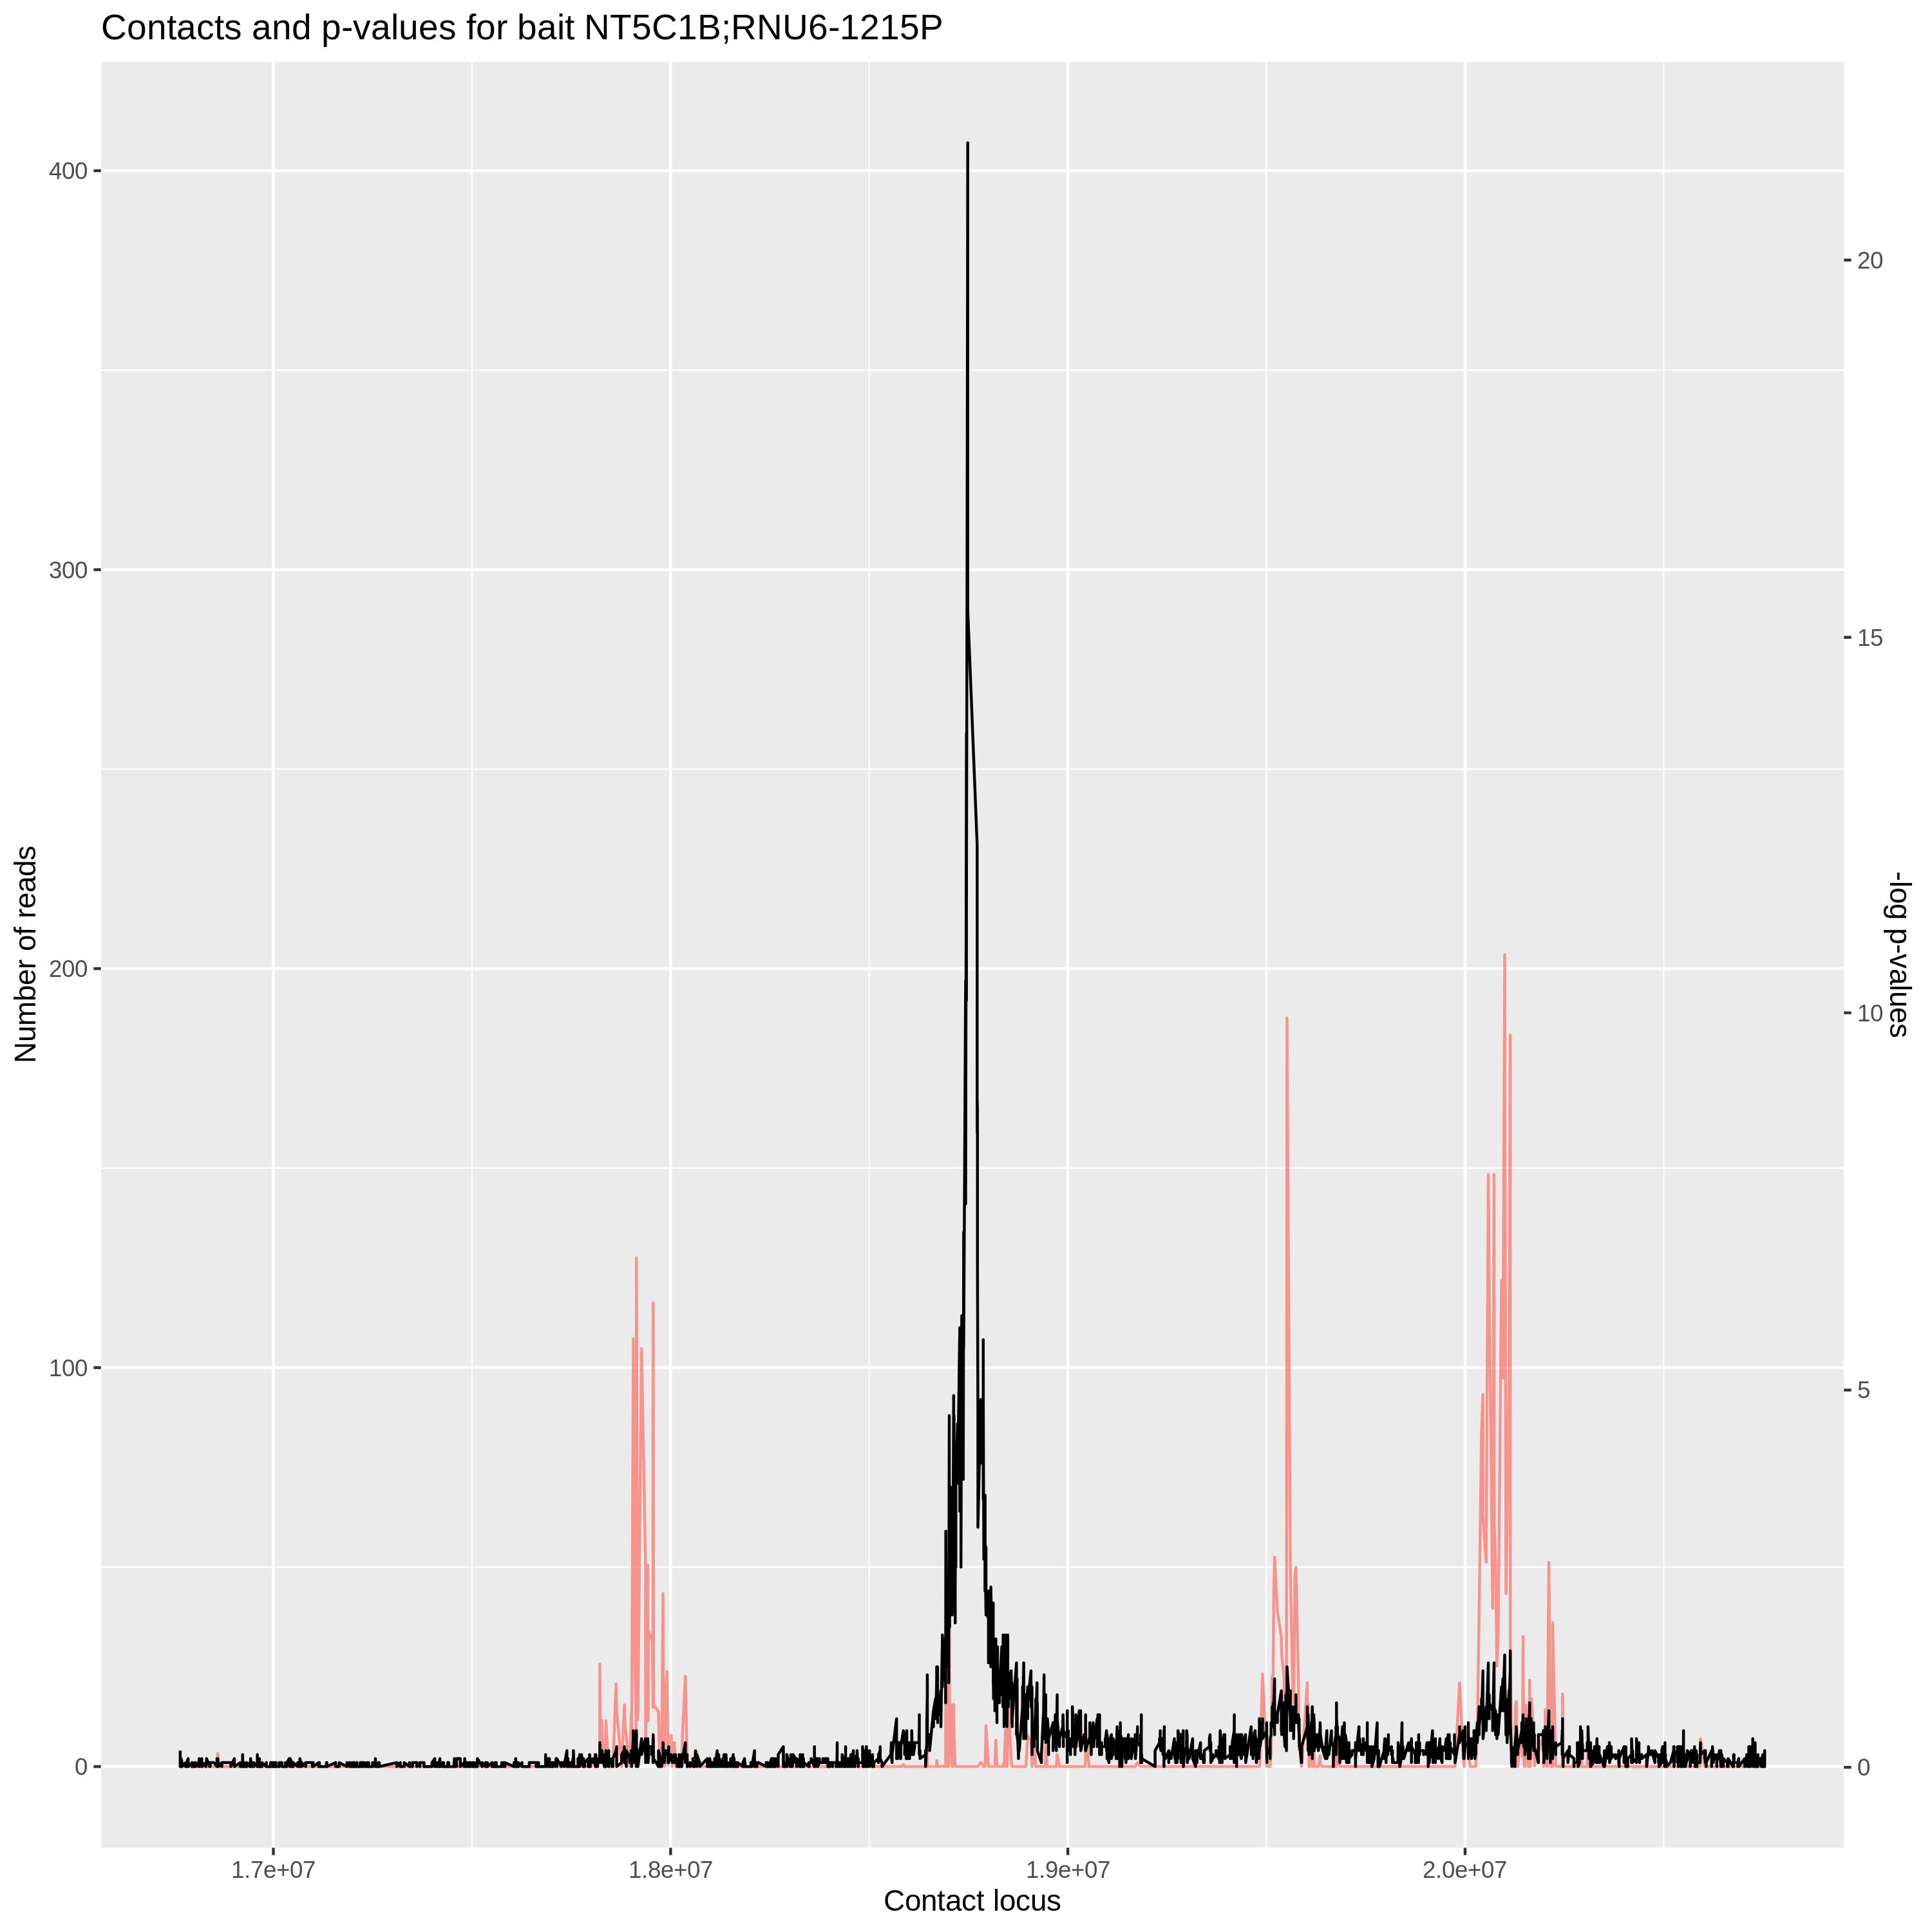 Contacts and p-values for bait NT5C1B;RNU6-1215P
400
300
200
100
0
Number of reads
20
15
10
5
0
-log p-values
1.7e+07
1.8e+07
1.9e+07
2.0e+07
Contact locus